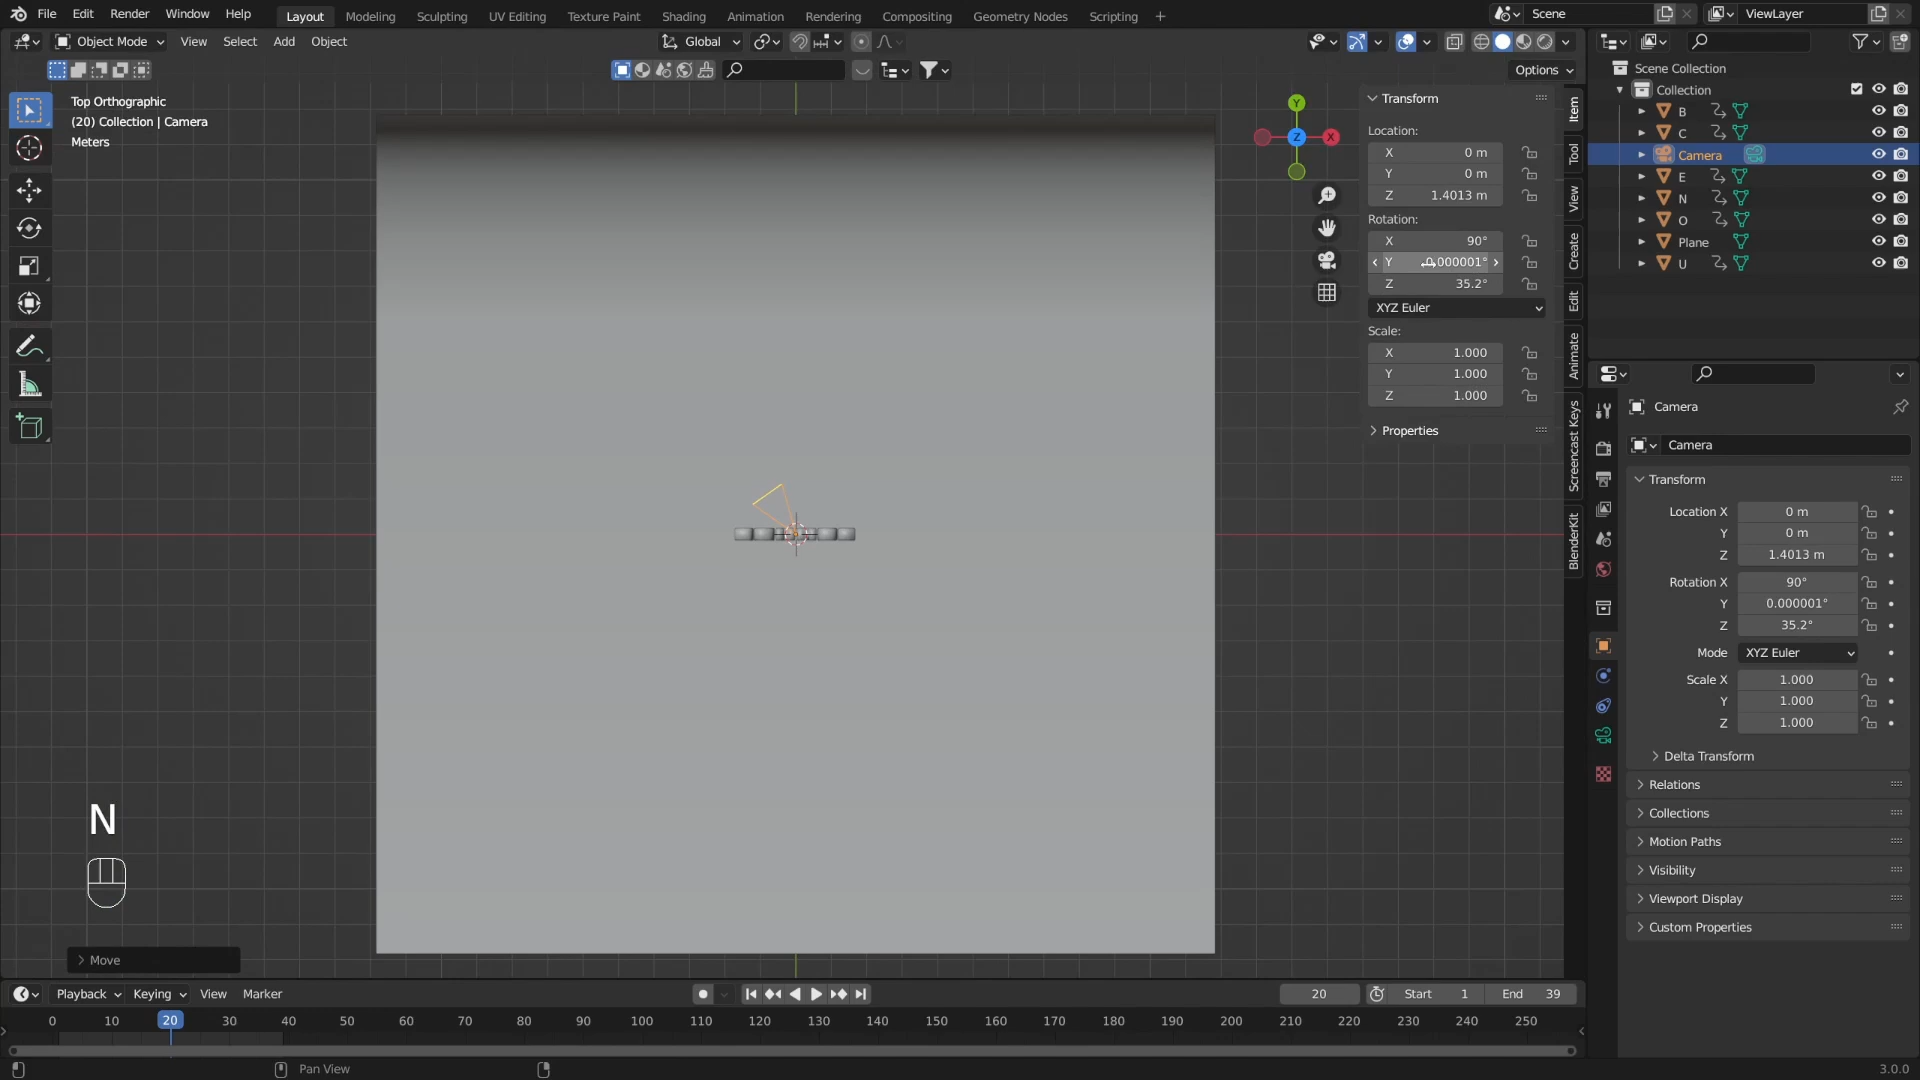 File Edit Render Window Help Layout Modeling Sculpting UV Editing Texture Paint Shading Animation Rendering Compositing Geometry Nodes Scripting + Scene ViewLayer
Object Mode View Select Add Object Global
Options
Top Orthographic
(20) Collection | Camera
Meters
Y
Z
X
Transform
Location:
X 0 m
Y 0 m
Z 1.4013 m
Rotation:
X 90°
Y 0.000001°
Z 35.2°
XYZ Euler
Scale:
X 1.000
Y 1.000
Z 1.000
Properties
Item
Tool
View
Create
Edit
Animate
Screencast Keys
BlenderKit
Scene Collection
Collection
B
C
Camera
E
N
O
Plane
U
Camera
Camera
Transform
Location X 0 m
Y 0 m
Z 1.4013 m
Rotation X 90°
Y 0.000001°
Z 35.2°
Mode XYZ Euler
Scale X 1.000
Y 1.000
Z 1.000
Delta Transform
Relations
Collections
Motion Paths
Visibility
Viewport Display
Custom Properties
N
Move
Playback Keying View Marker 20 Start 1 End 39
0 10 20 30 40 50 60 70 80 90 100 110 120 130 140 150 160 170 180 190 200 210 220 230 240 250
Pan View 3.0.0